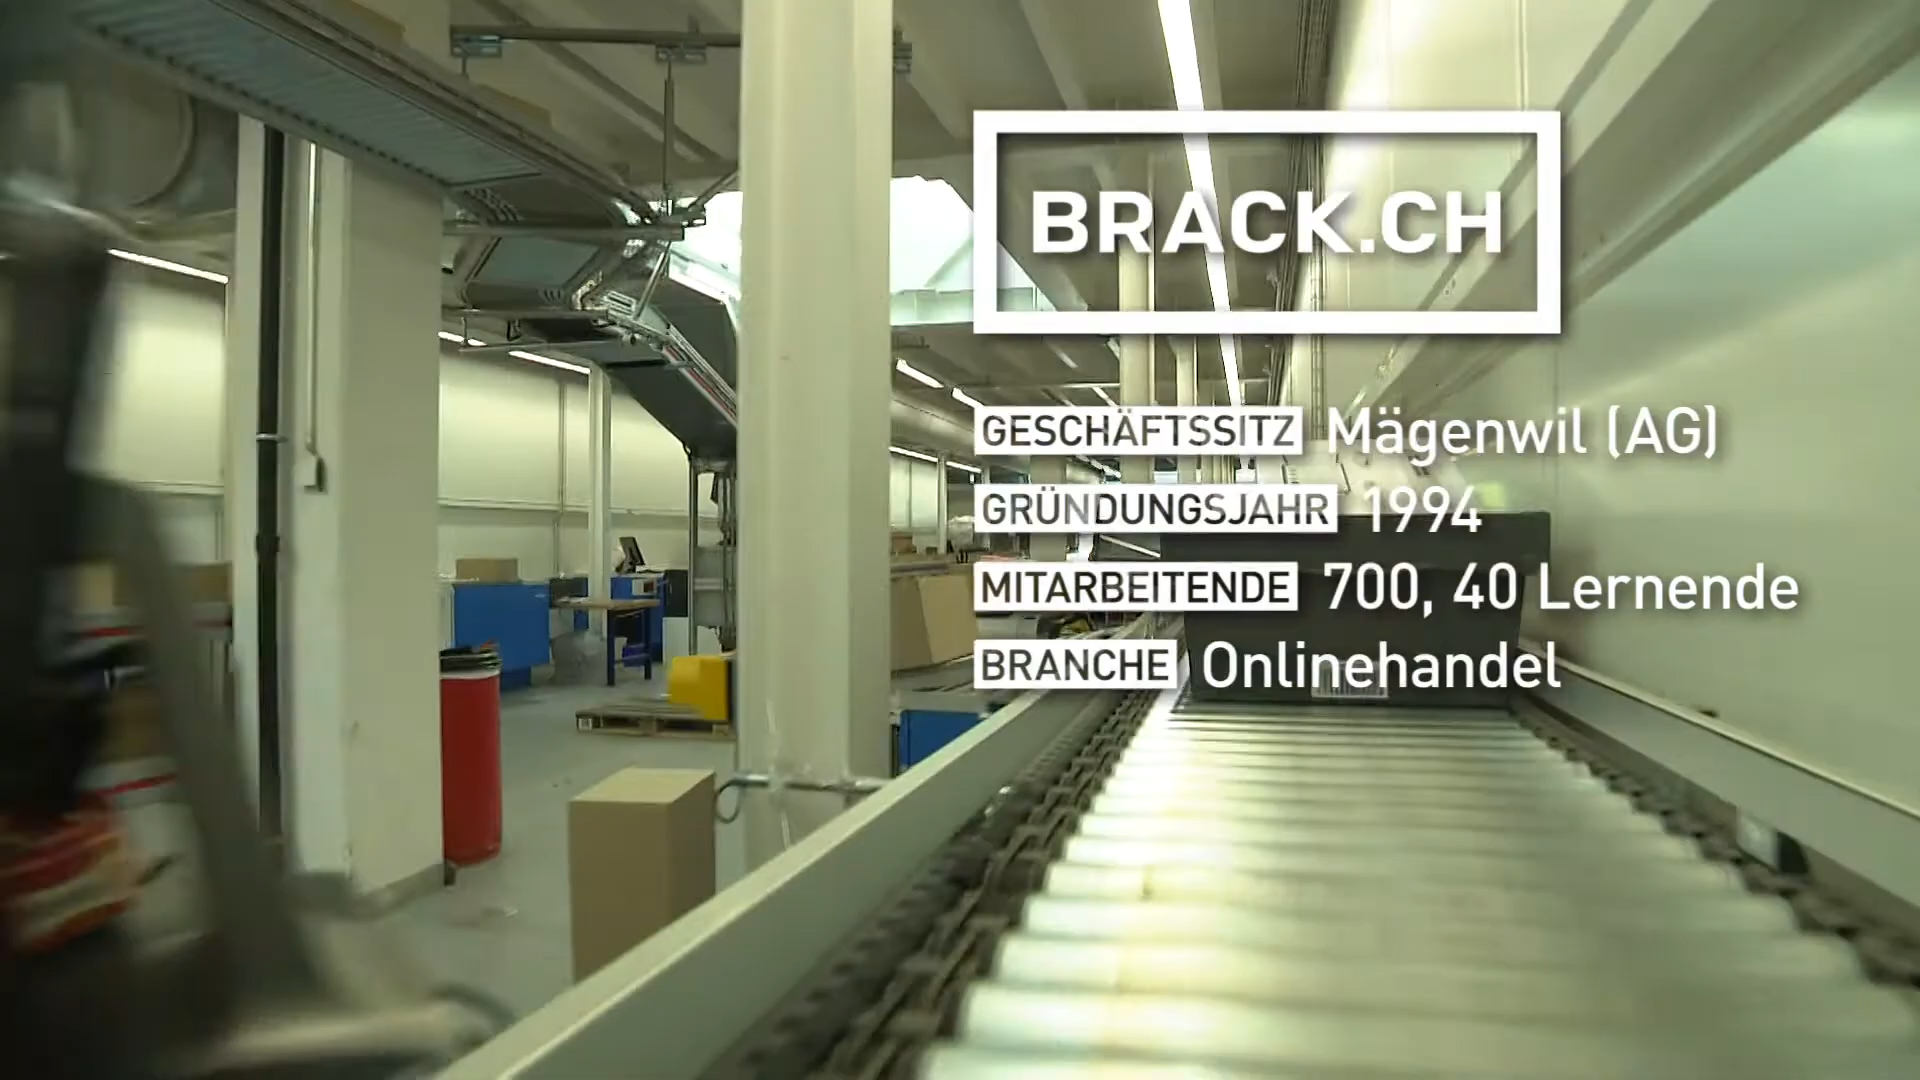 BRACK.CH
GESCHÄFTSSITZ Mägenwil (AG)
GRÜNDUNGSJAHR 1994
MITARBEITENDE 700, 40 Lernende
BRANCHE Onlinehandel